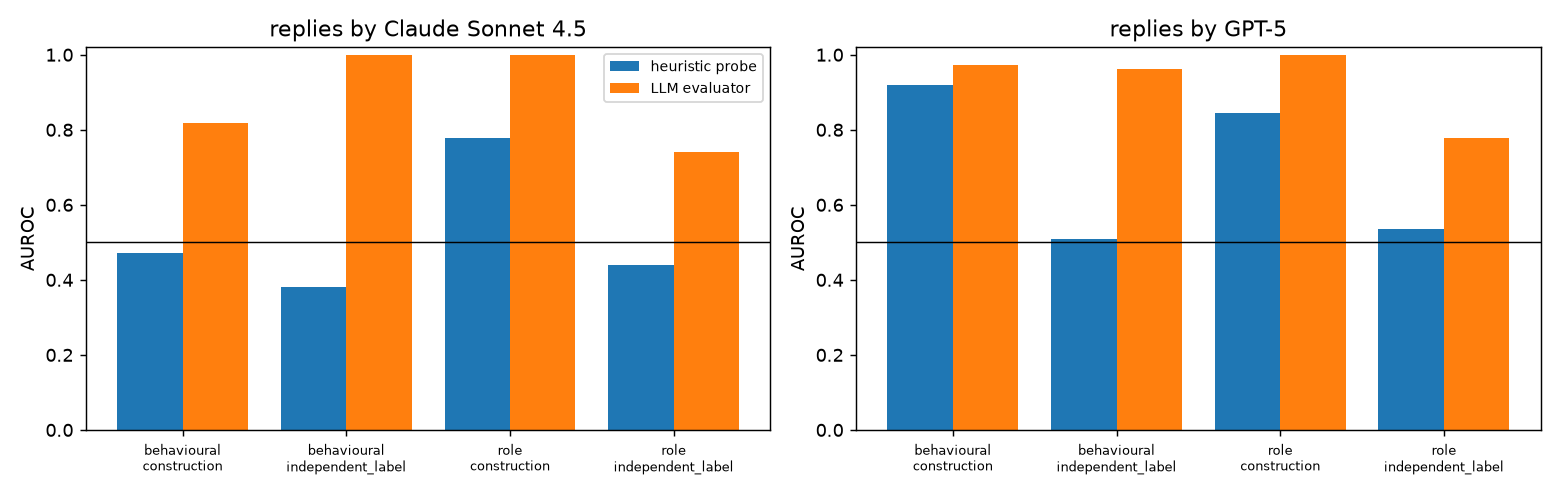 replies by Claude Sonnet 4.5
AUROC
1.0
0.8
0.6
0.4
0.2
0.0
heuristic probe
LLM evaluator
behavioural
construction
behavioural
independent_label
role
construction
role
independent_label
replies by GPT-5
AUROC
1.0
0.8
0.6
0.4
0.2
0.0
behavioural
construction
behavioural
independent_label
role
construction
role
independent_label